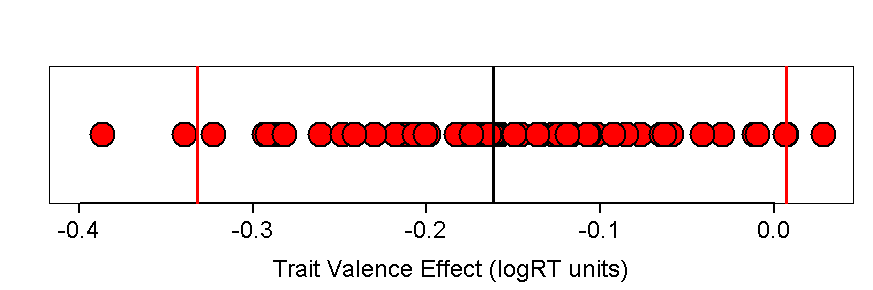 -0.4 -0.3 -0.2 -0.1 0.0
Trait Valence Effect (logRT units)